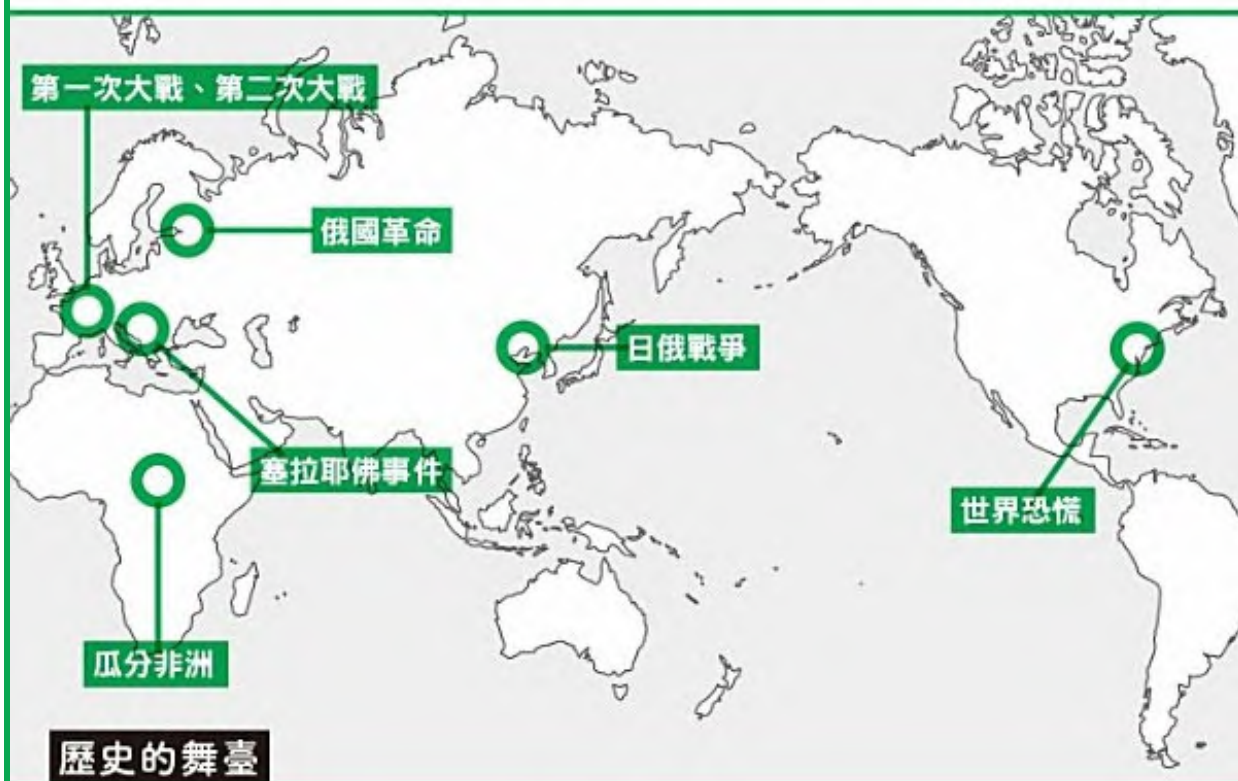 第一次大戰、第二次大戰
俄國革命
日俄戰爭
塞拉耶佛事件
世界恐慌
瓜分非洲
歷史的舞臺